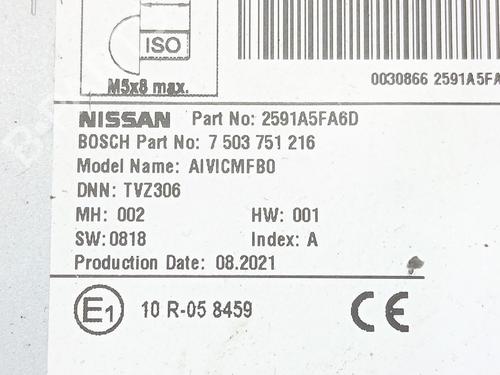 ISO
M5x8 max.
0030866 2591A5FA
NISSAN Part No: 2591A5FA6D
BOSCH Part No: 7 503 751 216
Model Name: AIVICMFB0
DNN: TVZ306
MH: 002 HW: 001
SW:0818 Index: A
Production Date: 08.2021
E1 10 R-05 8459 CE